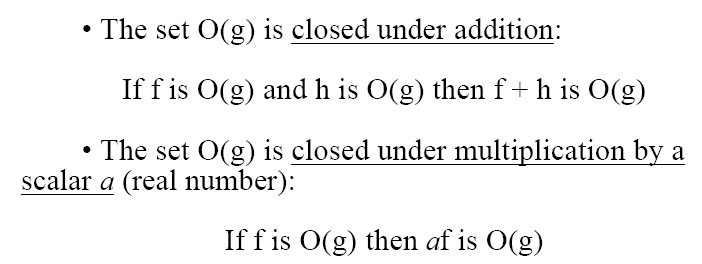 • The set O(g) is closed under addition:
If f is O(g) and h is O(g) then f + h is O(g)
• The set O(g) is closed under multiplication by a
scalar a (real number):
If f is O(g) then af is O(g)